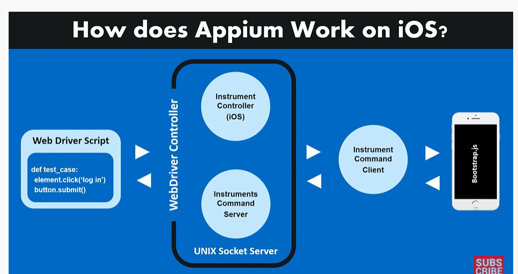 How does Appium Work on iOS?
Web Driver Script
def test_case:
element.click('log in')
button.submit()
WebDriver Controller
Instrument
Controller
(iOS)
Instruments
Command
Server
UNIX Socket Server
Instrument
Command
Client
Bootstrap.js
SUBS
CRIBE